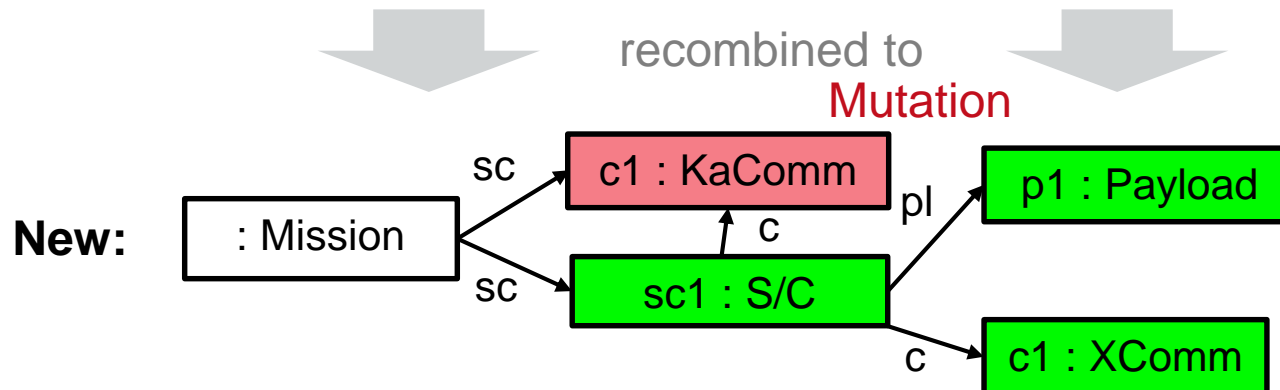 recombined to
Mutation
sc
c1 : KaComm
p1 : Payload
pl
New:
: Mission
c
sc
sc1 : S/C
c
c1 : XComm